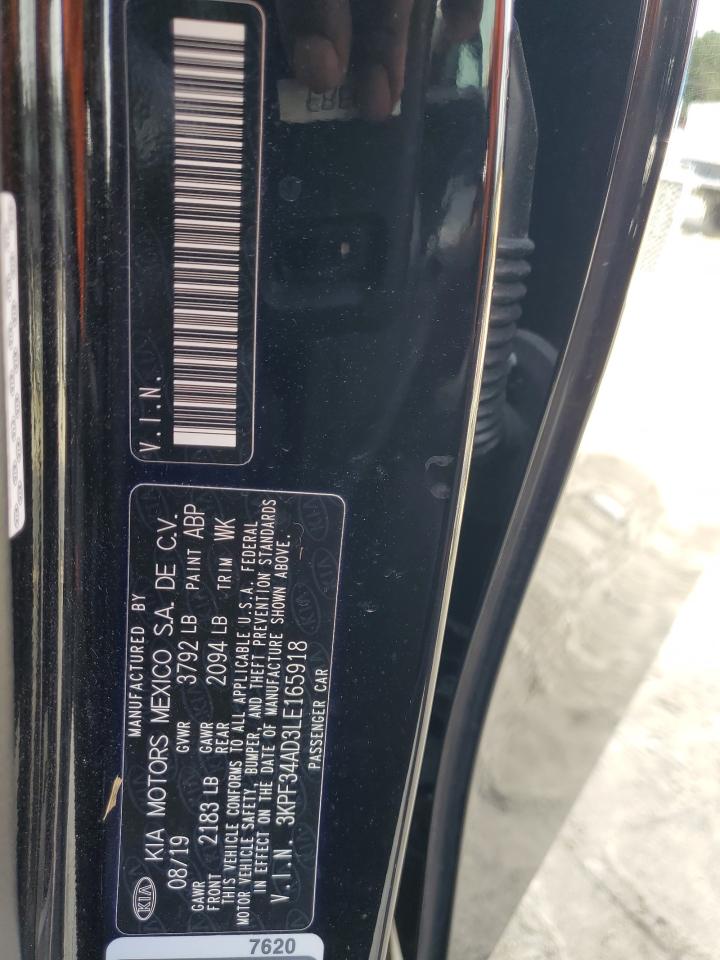 V.I.N.
MANUFACTURED BY
KIA KIA MOTORS MEXICO S.A. DE C.V.
08/19 GVWR 3792 LB PAINT ABP
GAWR FRONT 2183 LB GAWR REAR 2094 LB TRIM WK
THIS VEHICLE CONFORMS TO ALL APPLICABLE U.S.A. FEDERAL
MOTOR VEHICLE SAFETY, BUMPER, AND THEFT PREVENTION STANDARDS
IN EFFECT ON THE DATE OF MANUFACTURE SHOWN ABOVE.
V.I.N. 3KPF34AD3LE165918
PASSENGER CAR
7620